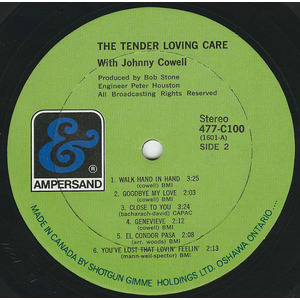 THE TENDER LOVING CARE
With Johnny Cowell
Produced by Bob Stone
Engineer Peter Houston
All Broadcasting Rights Reserved.
Stereo
477-C100
(1601-A)
SIDE 2
&
®
AMPERSAND
1. WALK HAND IN HAND 3:25
(cowell) BMI
2. GOODBYE MY LOVE 2:03
(cowell) BMI
3. CLOSE TO YOU 3:24
(bacharach-david) CAPAC
4. GENEVIEVE 2:12
(cowell) BMI
5. EL CONDOR PASA 2:08
(arr. woods) BMI
6. YOU'VE LOST THAT LOVIN' FEELIN' 2:13
(mann-weil-spector) BMI
MADE IN CANADA BY SHOTGUN GIMME HOLDINGS LTD. OSHAWA ONTARIO...